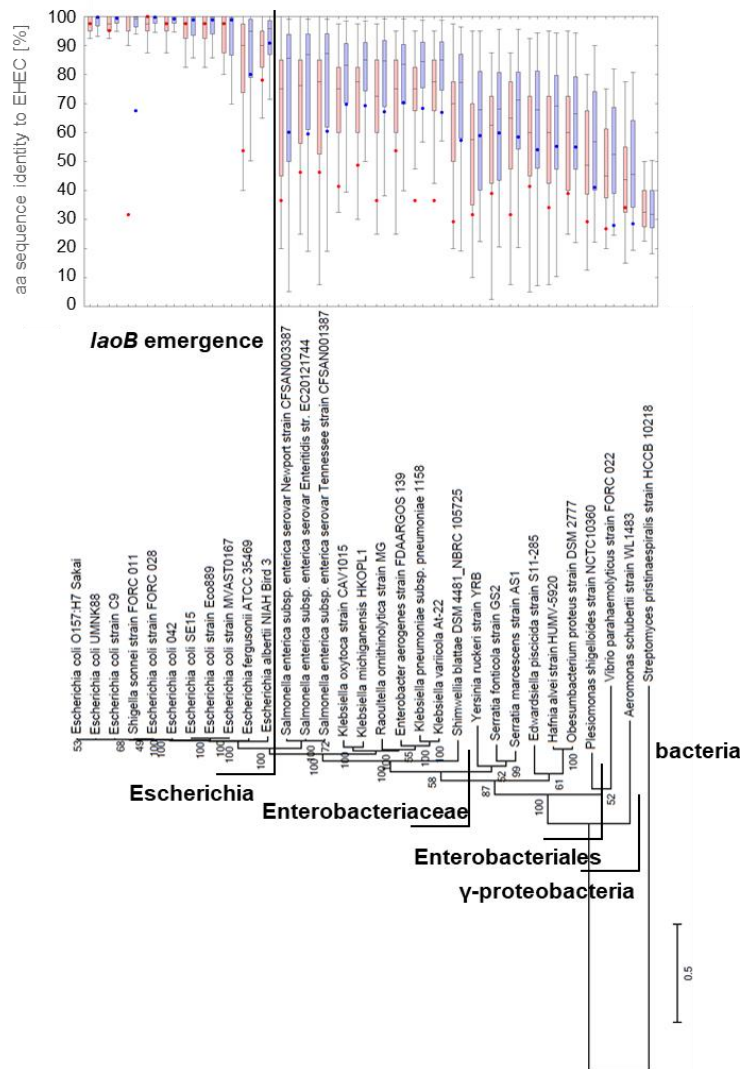 aa sequence identity to EHEC [%]
100
90
80
70
60
50
40
30
20
10
0
laoB emergence
Escherichia coli O157:H7 Sakai
Escherichia coli UMNK88
Escherichia coli strain C9
Shigella sonnei strain FORC 011
Escherichia coli strain FORC 028
Escherichia coli 042
Escherichia coli SE15
Escherichia coli strain Eco889
Escherichia coli strain MVAST0167
Escherichia fergusonii ATCC 35469
Escherichia albertii NIAH Bird 3
Salmonella enterica subsp. enterica serovar Newport strain CFSAN003387
Salmonella enterica subsp. enterica serovar Enteritidis str. EC20121744
Salmonella enterica subsp. enterica serovar Tennessee strain CFSAN001387
Klebsiella oxytoca strain CAV1015
Klebsiella michiganensis HKOPL1
Raoultella ornithinolytica strain MG
Enterobacter aerogenes strain FDAARGOS 139
Klebsiella pneumoniae subsp. pneumoniae 1158
Klebsiella variicola At-22
Shimwellia blattae DSM 4481_NBRC 105725
Yersinia ruckeri strain YRB
Serratia fonticola strain GS2
Serratia marcescens strain AS1
Edwardsiella piscicida strain S11-285
Hafnia alvei strain HUMV-5920
Obesumbacterium proteus strain DSM 2777
Plesiomonas shigelloides strain NCTC10360
Vibrio parahaemolyticus strain FORC 022
Aeromonas schubertii strain WL1483
Streptomyces pristinaespiralis strain HCCB 10218
53
100
68
49
100
100
100
100
100
100
100
100
100
72
100
100
100
100
55
100
100
58
87
52
99
61
100
100
52
bacteria
Escherichia
Enterobacteriaceae
Enterobacteriales
γ-proteobacteria
0.5